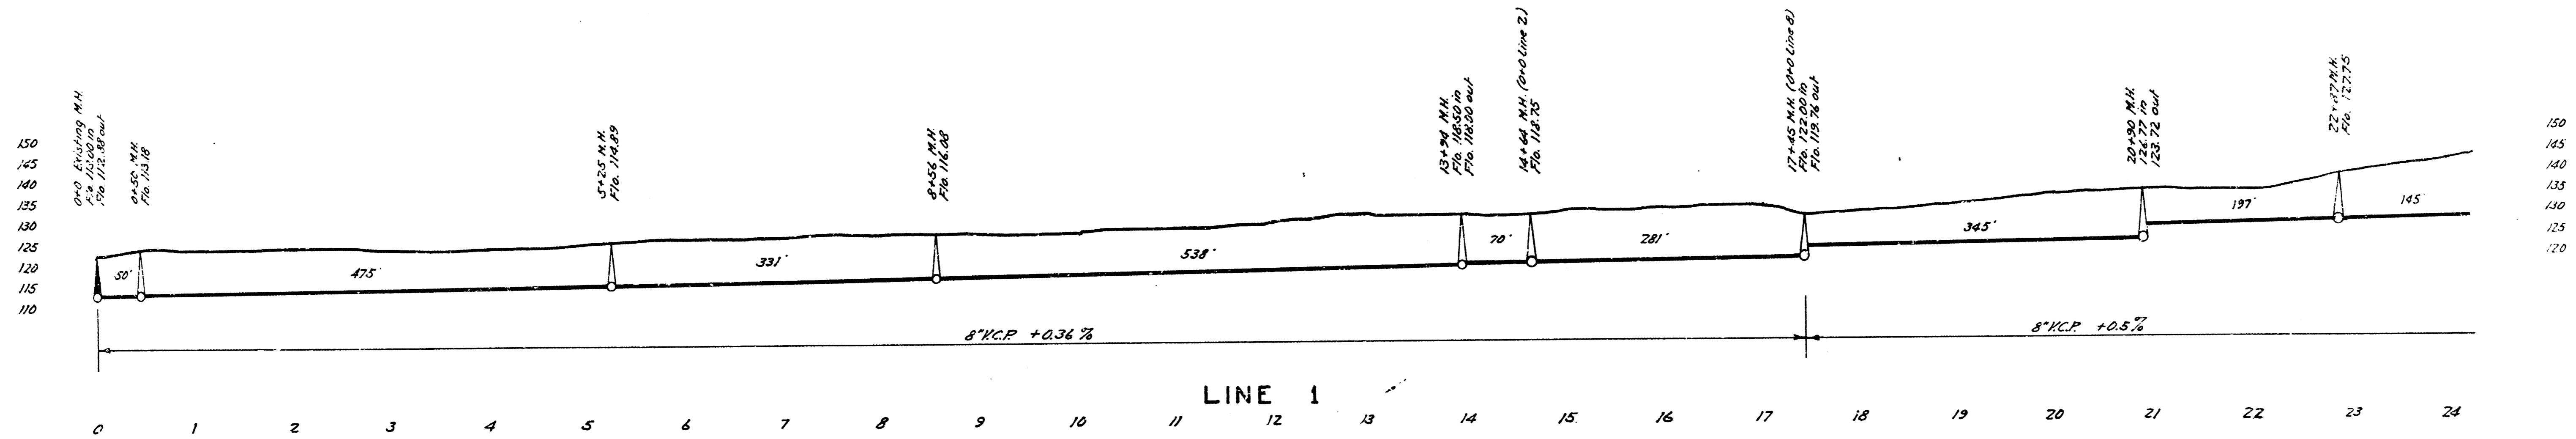 0+0 Existing M.H.
Flo. 113.00 in
Flo. 112.88 out
0+50 M.H.
Flo. 113.18
5+25 M.H.
Flo. 114.89
8+56 M.H.
Flo. 116.08
13+94 M.H.
Flo. 118.50 in
Flo. 118.00 out
14+64 M.H. (0+0 Line 2)
Flo. 118.75
17+45 M.H. (0+0 Line 8)
Flo. 122.00 in
Flo. 119.76 out
20+90 M.H.
126.77 in
123.72 out
22+87 M.H.
Flo. 127.75
150
145
140
135
130
125
120
115
110
150
145
140
135
130
125
120
50'
475'
331'
538'
70'
281'
345'
197'
145'
8" V.C.P. +0.36 %
8" V.C.P. +0.5 %
LINE 1
0 1 2 3 4 5 6 7 8 9 10 11 12 13 14 15 16 17 18 19 20 21 22 23 24